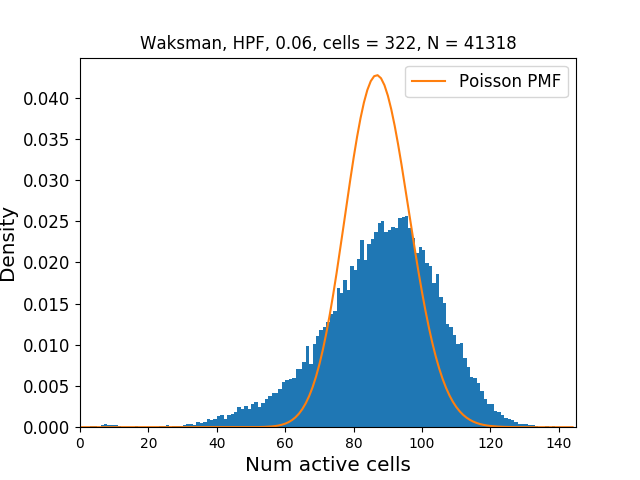 Waksman, HPF, 0.06, cells = 322, N = 41318
Poisson PMF
Density
0.040
0.035
0.030
0.025
0.020
0.015
0.010
0.005
0.000
0 20 40 60 80 100 120 140
Num active cells